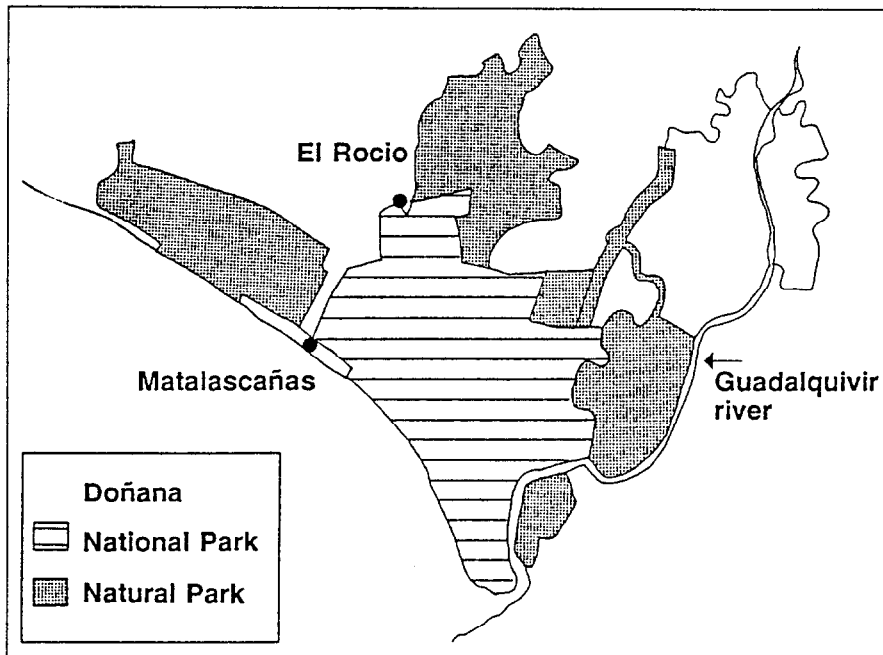 El Rocio
Matalascañas
Guadalquivir
river
Doñana
National Park
Natural Park